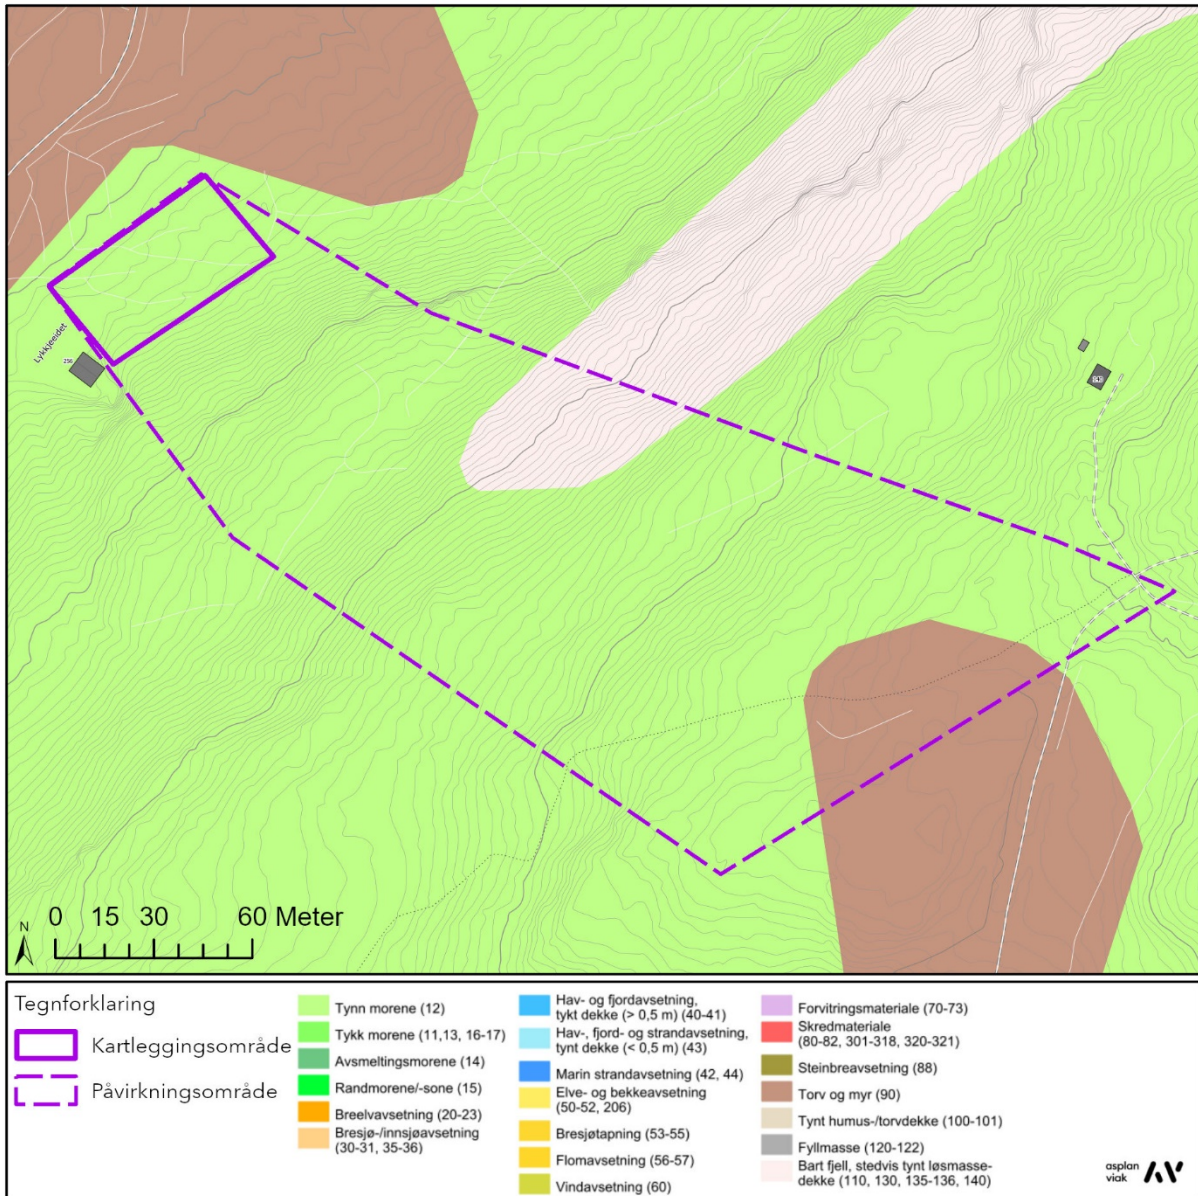 Lykkjeeidet
0 15 30 60 Meter
N
Tegnforklaring
Kartleggingsområde
Påvirkningsområde
Tynn morene (12)
Tykk morene (11,13, 16-17)
Avsmeltingsmorene (14)
Randmorene/-sone (15)
Breelvavsetning (20-23)
Bresjø-/innsjøavsetning
(30-31, 35-36)
Hav- og fjordavsetning,
tykt dekke (> 0,5 m) (40-41)
Hav-, fjord- og strandavsetning,
tynt dekke (< 0,5 m) (43)
Marin strandavsetning (42, 44)
Elve- og bekkeavsetning
(50-52, 206)
Bresjøtapning (53-55)
Flomavsetning (56-57)
Vindavsetning (60)
Forvitringsmateriale (70-73)
Skredmateriale
(80-82, 301-318, 320-321)
Steinbreavsetning (88)
Torv og myr (90)
Tynt humus-/torvdekke (100-101)
Fyllmasse (120-122)
Bart fjell, stedvis tynt løsmasse-
dekke (110, 130, 135-136, 140)
asplan
viak